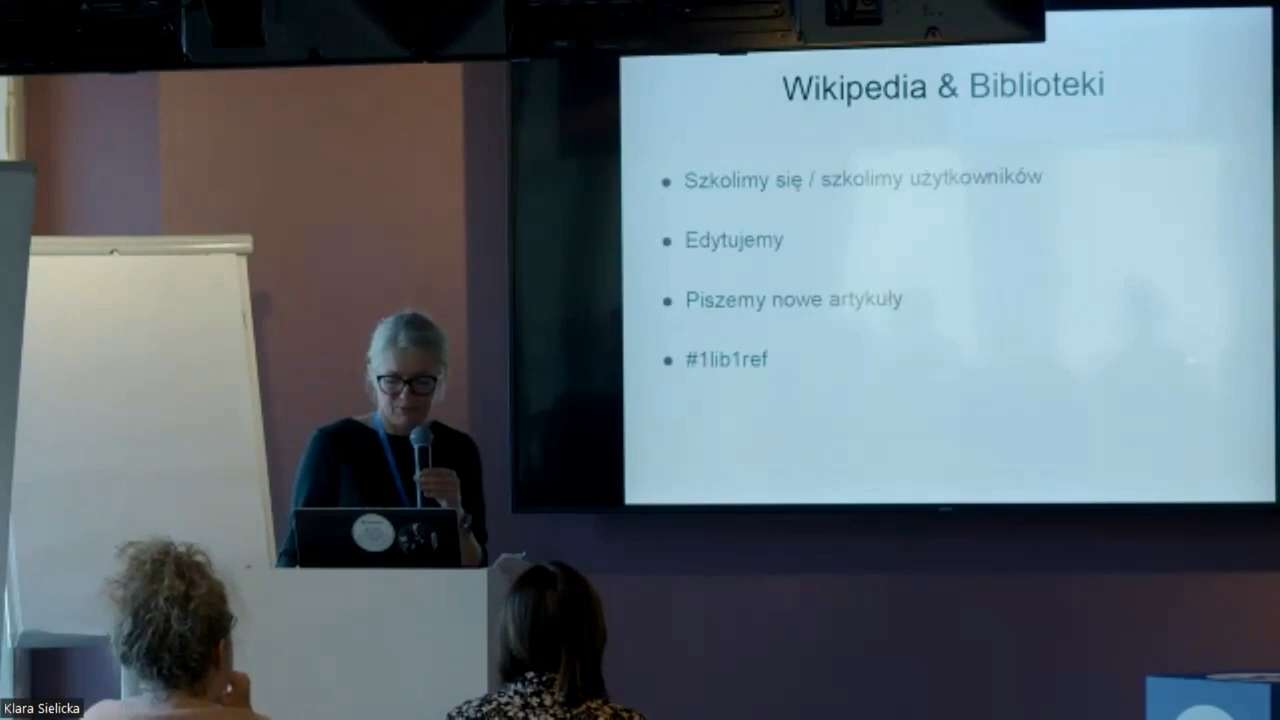 Wikipedia & Biblioteki
Szkolimy się / szkolimy użytkowników
Edytujemy
Piszemy nowe artykuły
#1lib1ref
Klara Sielicka